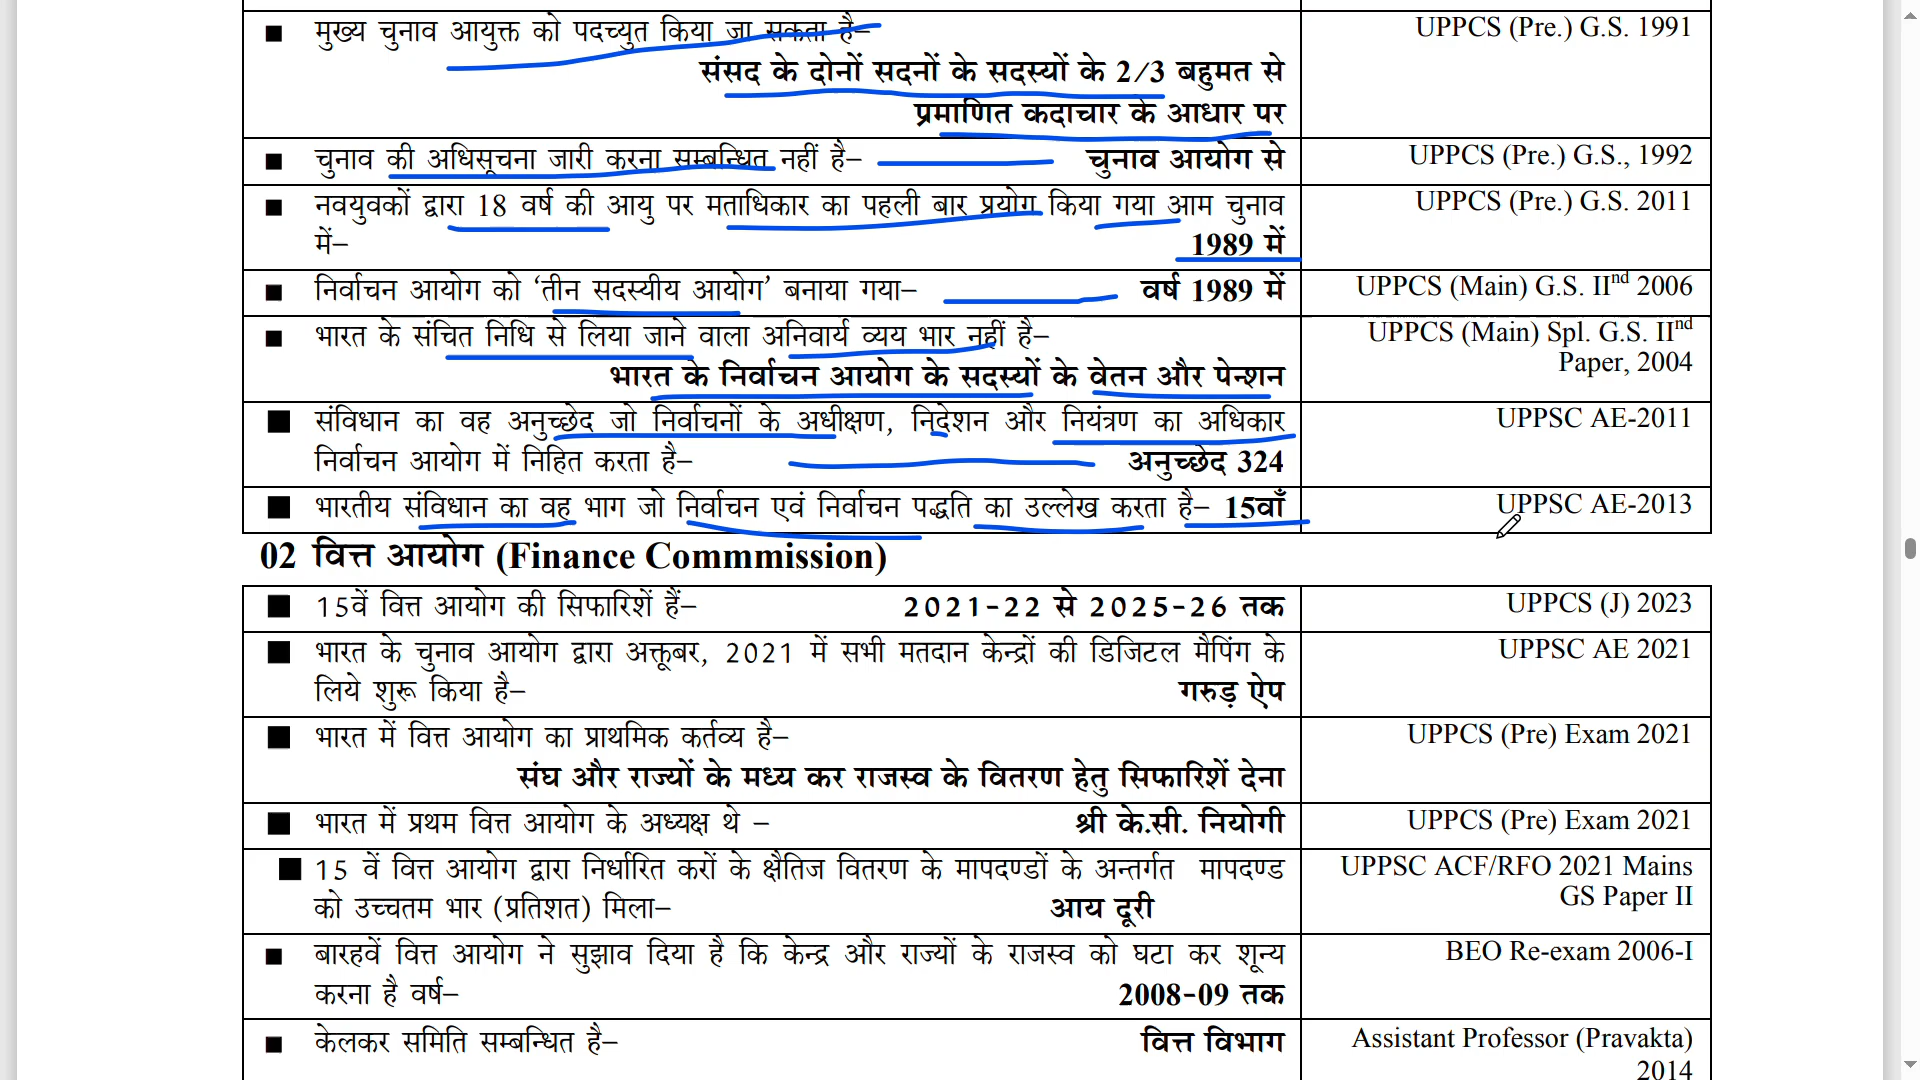 ■ मुख्य चुनाव आयुक्त को पदच्युत किया जा सकता है– UPPCS (Pre.) G.S. 1991
संसद के दोनों सदनों के सदस्यों के 2/3 बहुमत से
प्रमाणित कदाचार के आधार पर
■ चुनाव की अधिसूचना जारी करना सम्बन्धित नहीं है– चुनाव आयोग से UPPCS (Pre.) G.S., 1992
■ नवयुवकों द्वारा 18 वर्ष की आयु पर मताधिकार का पहली बार प्रयोग किया गया आम चुनाव UPPCS (Pre.) G.S. 2011
में– 1989 में
■ निर्वाचन आयोग को ‘तीन सदस्यीय आयोग’ बनाया गया– वर्ष 1989 में UPPCS (Main) G.S. IInd 2006
■ भारत के संचित निधि से लिया जाने वाला अनिवार्य व्यय भार नहीं है– UPPCS (Main) Spl. G.S. IInd
Paper, 2004
भारत के निर्वाचन आयोग के सदस्यों के वेतन और पेन्शन
■ संविधान का वह अनुच्छेद जो निर्वाचनों के अधीक्षण, निदेशन और नियंत्रण का अधिकार UPPSC AE-2011
निर्वाचन आयोग में निहित करता है– अनुच्छेद 324
■ भारतीय संविधान का वह भाग जो निर्वाचन एवं निर्वाचन पद्धति का उल्लेख करता है– 15वाँ UPPSC AE-2013
02 वित्त आयोग (Finance Commmission)
■ 15वें वित्त आयोग की सिफारिशें हैं– 2021-22 से 2025-26 तक UPPCS (J) 2023
■ भारत के चुनाव आयोग द्वारा अक्तूबर, 2021 में सभी मतदान केन्द्रों की डिजिटल मैपिंग के UPPSC AE 2021
लिये शुरू किया है– गरुड़ ऐप
■ भारत में वित्त आयोग का प्राथमिक कर्तव्य है– UPPCS (Pre) Exam 2021
संघ और राज्यों के मध्य कर राजस्व के वितरण हेतु सिफारिशें देना
■ भारत में प्रथम वित्त आयोग के अध्यक्ष थे – श्री के.सी. नियोगी UPPCS (Pre) Exam 2021
■ 15 वें वित्त आयोग द्वारा निर्धारित करों के क्षैतिज वितरण के मापदण्डों के अन्तर्गत मापदण्ड UPPSC ACF/RFO 2021 Mains
को उच्चतम भार (प्रतिशत) मिला– आय दूरी GS Paper II
■ बारहवें वित्त आयोग ने सुझाव दिया है कि केन्द्र और राज्यों के राजस्व को घटा कर शून्य BEO Re-exam 2006-I
करना है वर्ष– 2008-09 तक
■ केलकर समिति सम्बन्धित है– वित्त विभाग Assistant Professor (Pravakta)
2014